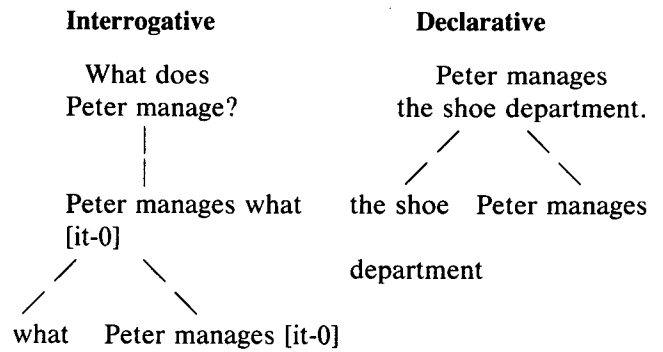 Interrogative
What does
Peter manage?
Peter manages what
[it-0]
what Peter manages [it-0]
Declarative
Peter manages
the shoe department.
the shoe Peter manages
department